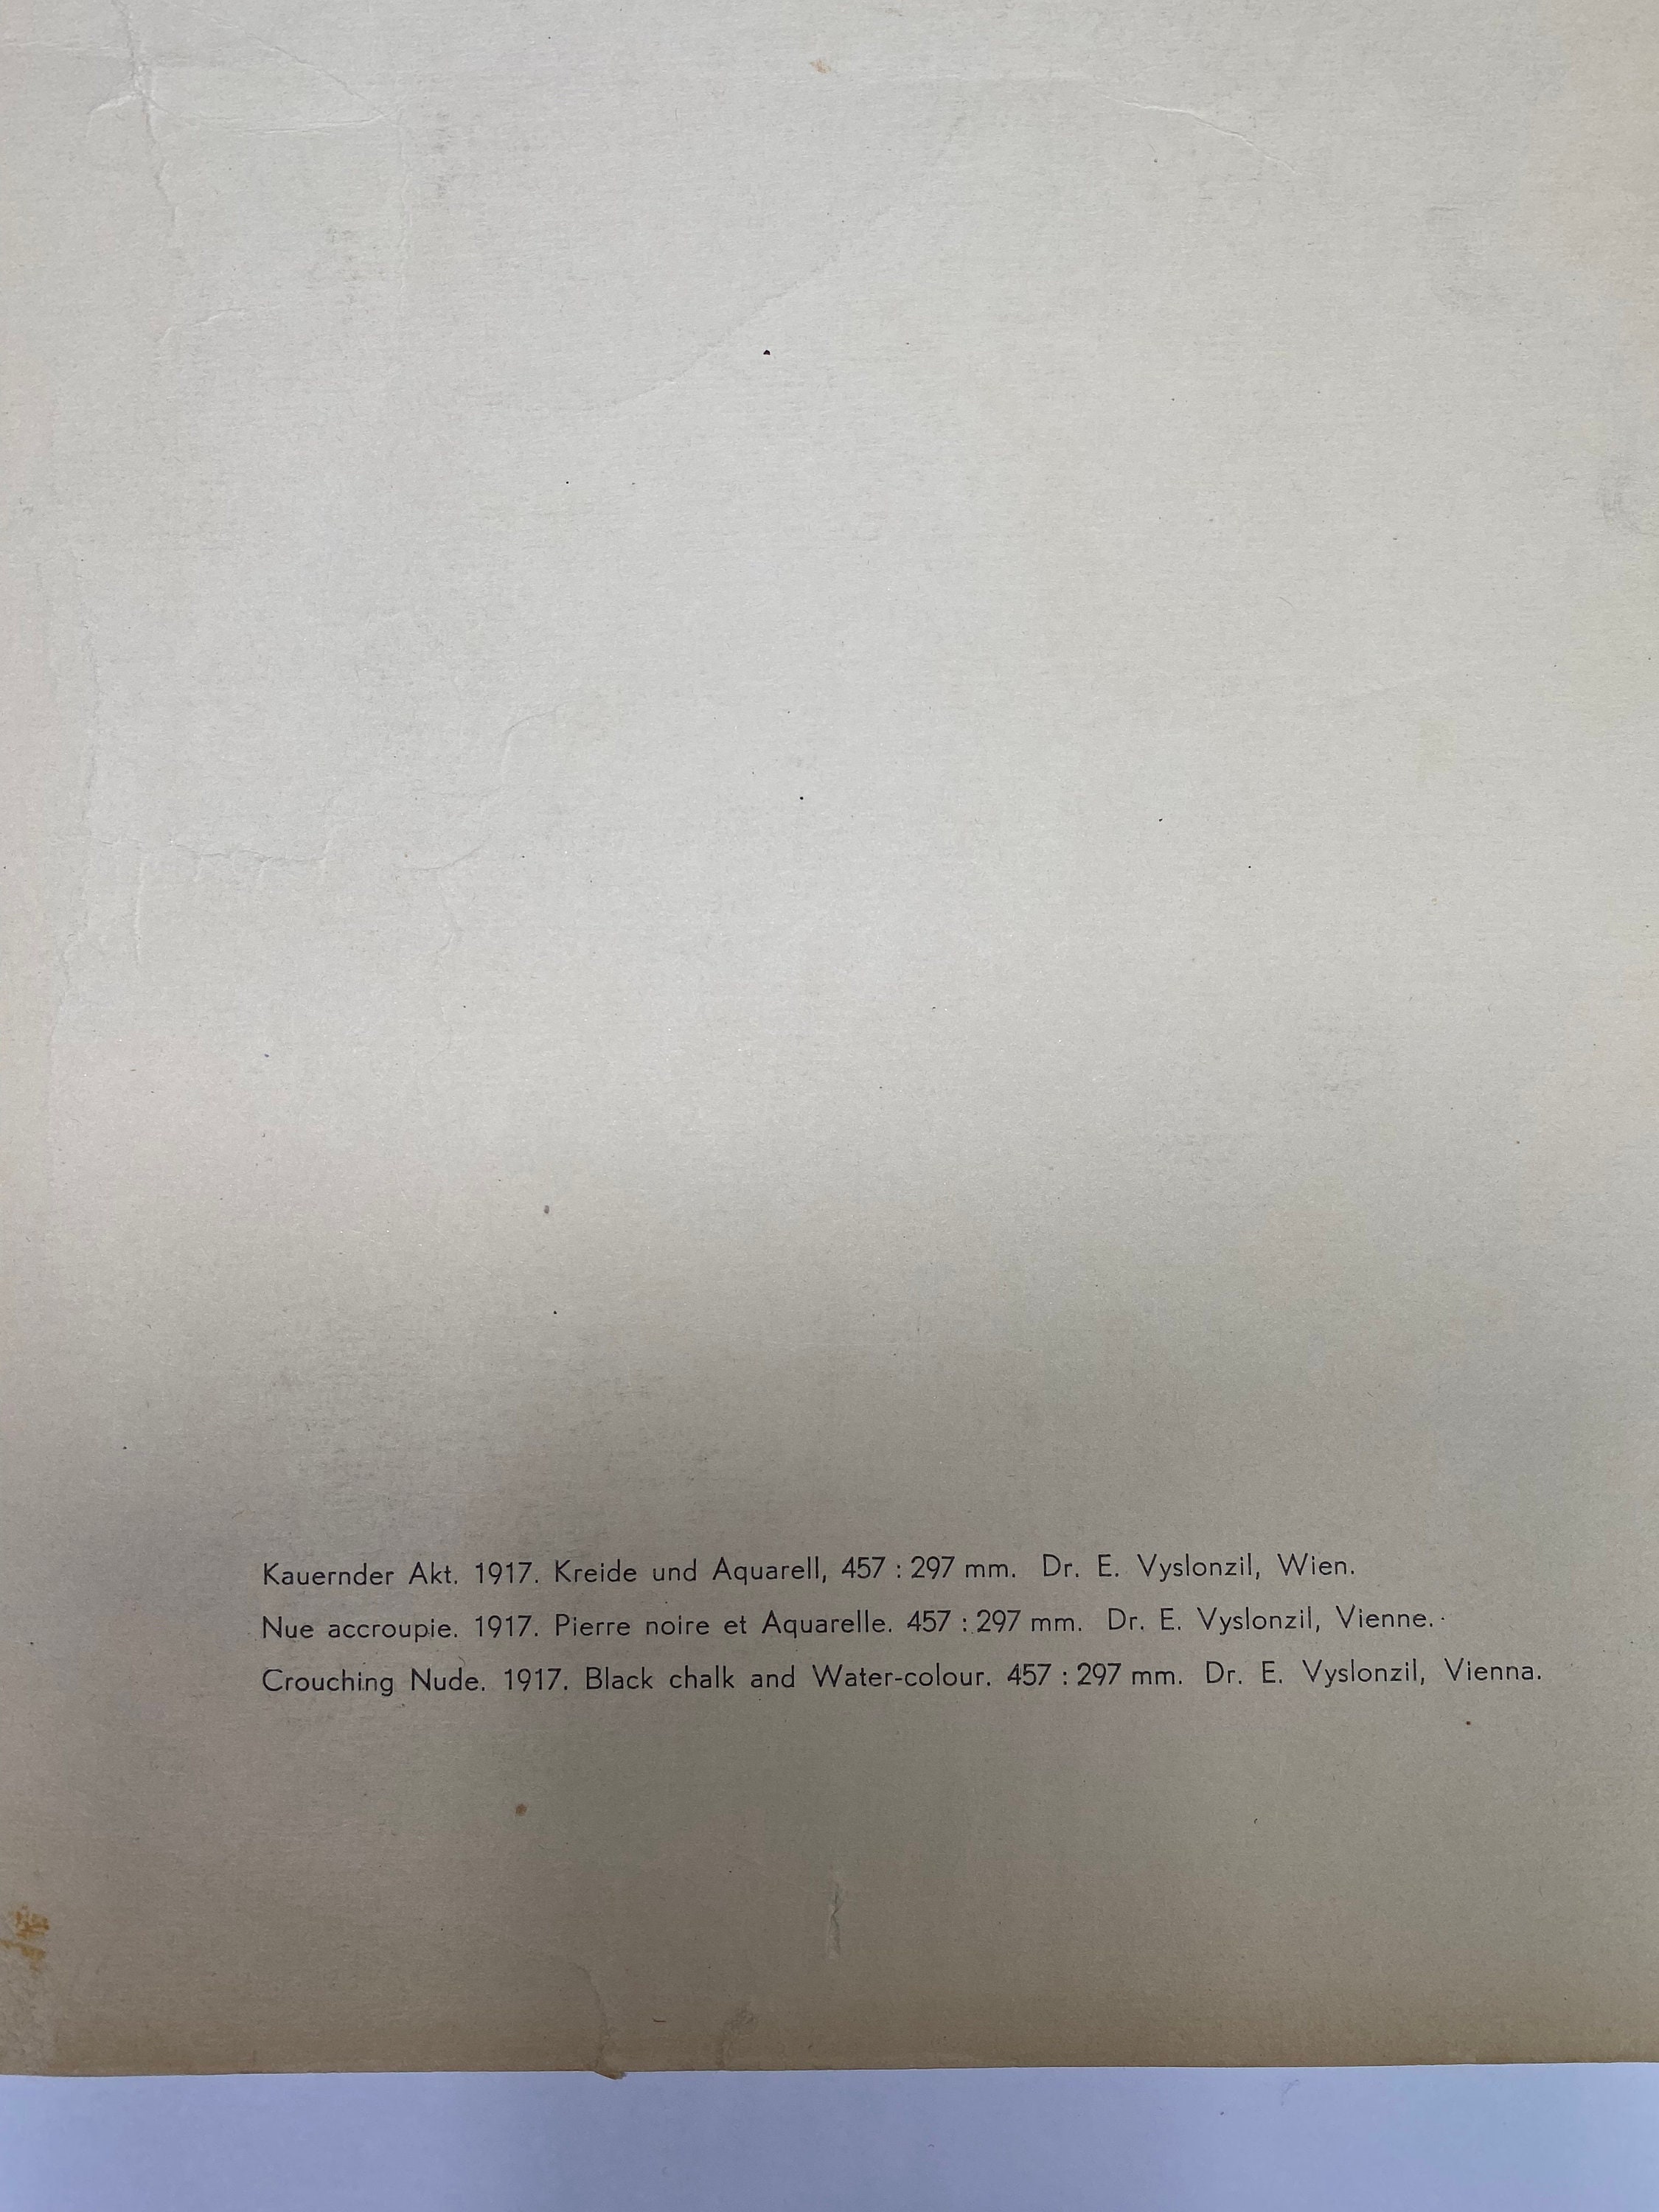 Kauernder Akt. 1917. Kreide und Aquarell, 457 : 297 mm. Dr. E. Vyslonzil, Wien.
Nue accroupie. 1917. Pierre noire et Aquarelle. 457 : 297 mm. Dr. E. Vyslonzil, Vienne.
Crouching Nude. 1917. Black chalk and Water-colour. 457 : 297 mm. Dr. E. Vyslonzil, Vienna.